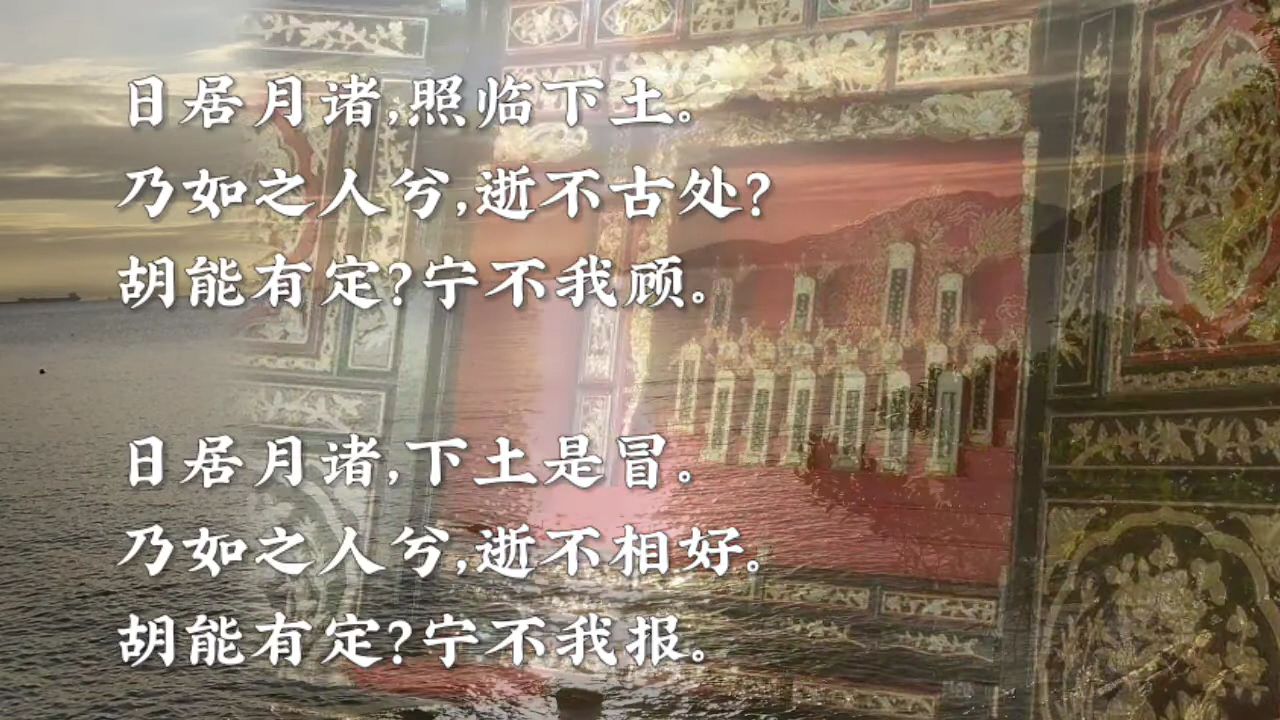 日居月诸,照临下土。
乃如之人兮,逝不古处?
胡能有定?宁不我顾。
日居月诸,下土是冒。
乃如之人兮,逝不相好。
胡能有定?宁不我报。